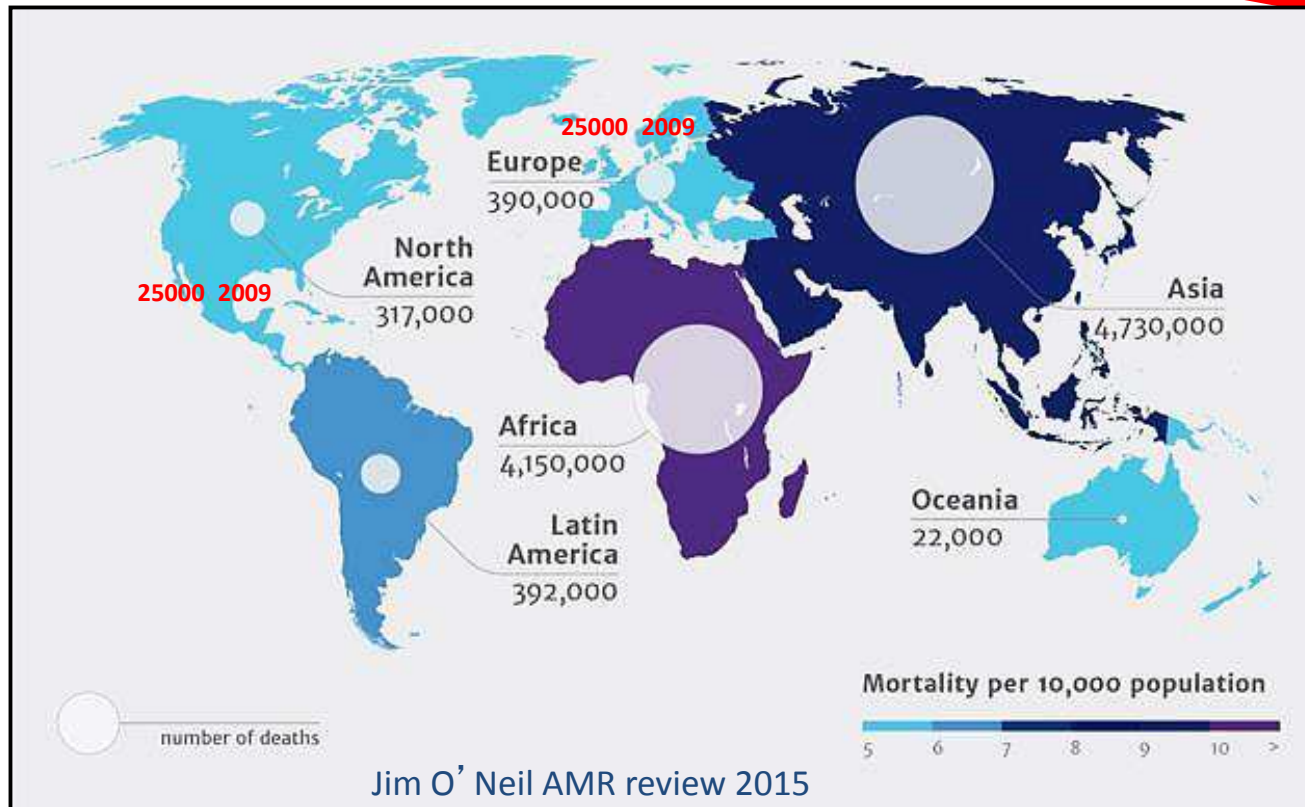 25000 2009
Europe
390,000
North
America
317,000
25000 2009
Asia
4,730,000
Africa
4,150,000
Oceania
22,000
Latin
America
392,000
Mortality per 10,000 population
5 6 7 8 9 10 >
number of deaths
Jim O’ Neil AMR review 2015